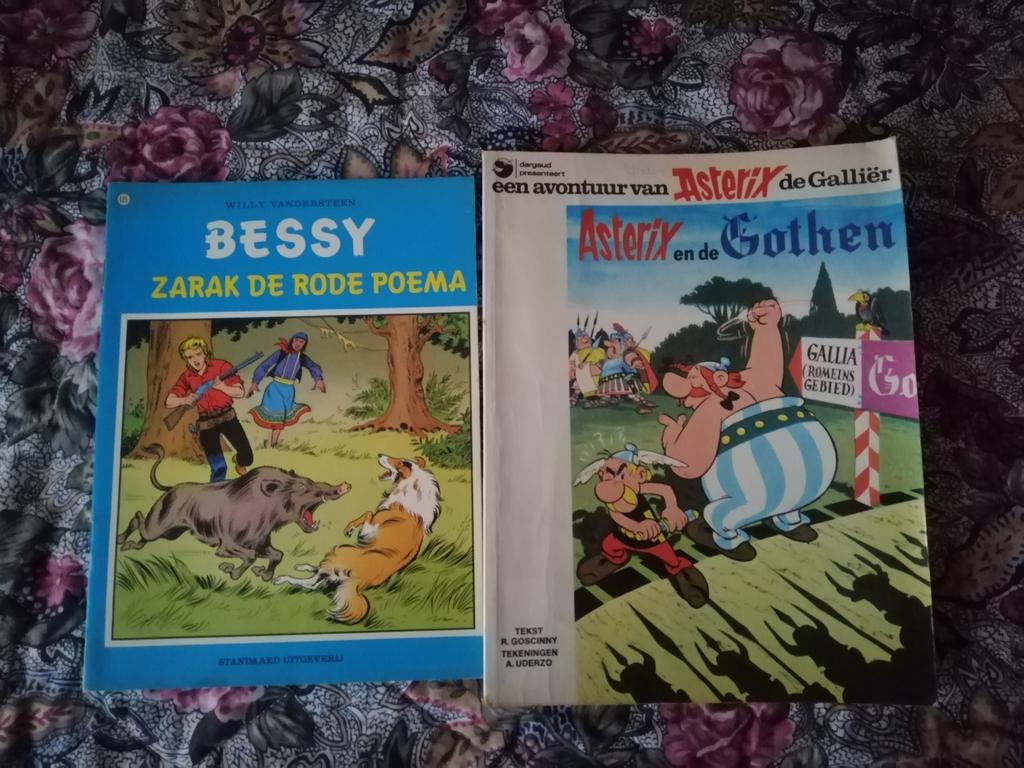 WILLY VANDERSTEEN
BESSY
ZARAK DE RODE POEMA
STANDAARD UITGEVERIJ
dargaud
presenteert
een avontuur van Asterix de Galliër
Asterix en de Gothen
GALLIA
(ROMEINS
GEBIED)
Go
TEKST
R. GOSCINNY
TEKENINGEN
A. UDERZO